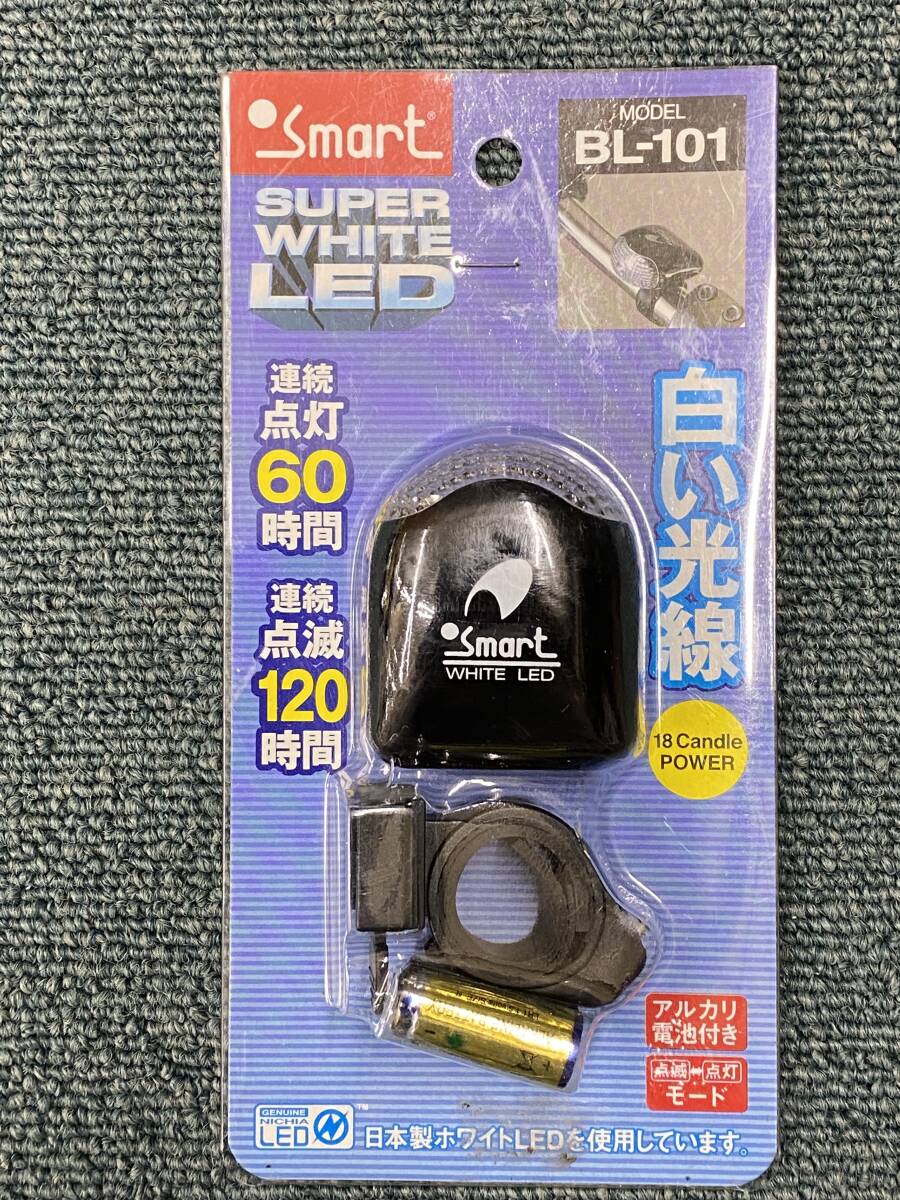 Smart®
MODEL
BL-101
SUPER
WHITE
LED
連続
点灯
60
時間
連続
点滅
120
時間
白い光線
Smart
WHITE LED
18 Candle
POWER
アルカリ
電池付き
点滅↔点灯
モード
GENUINE
NICHIA
LED
TM
日本製ホワイトLEDを使用しています。